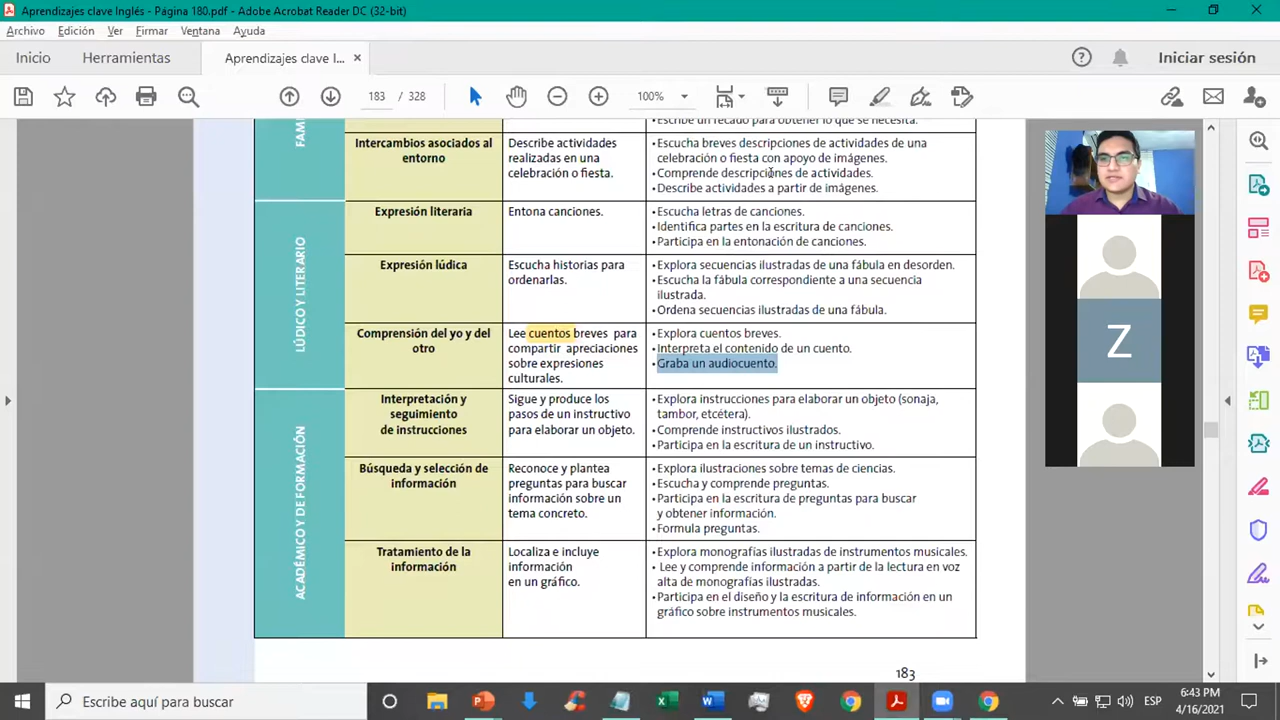 Aprendizajes clave Inglés - Página 180.pdf - Adobe Acrobat Reader DC (32-bit)
Archivo Edición Ver Firmar Ventana Ayuda
Inicio Herramientas Aprendizajes clave I... × Iniciar sesión
183 / 328 100%
Escribe un recado para obtener lo que se necesita.
FAMI
Intercambios asociados al
entorno
Describe actividades
realizadas en una
celebración o fiesta.
•Escucha breves descripciones de actividades de una
celebración o fiesta con apoyo de imágenes.
•Comprende descripciones de actividades.
•Describe actividades a partir de imágenes.
LÚDICO Y LITERARIO
Expresión literaria
Entona canciones.
•Escucha letras de canciones.
•Identifica partes en la escritura de canciones.
•Participa en la entonación de canciones.
Expresión lúdica
Escucha historias para
ordenarlas.
•Explora secuencias ilustradas de una fábula en desorden.
•Escucha la fábula correspondiente a una secuencia
ilustrada.
•Ordena secuencias ilustradas de una fábula.
Comprensión del yo y del
otro
Lee cuentos breves para
compartir apreciaciones
sobre expresiones
culturales.
•Explora cuentos breves.
•Interpreta el contenido de un cuento.
•Graba un audiocuento.
ACADÉMICO Y DE FORMACIÓN
Interpretación y
seguimiento
de instrucciones
Sigue y produce los
pasos de un instructivo
para elaborar un objeto.
•Explora instrucciones para elaborar un objeto (sonaja,
tambor, etcétera).
•Comprende instructivos ilustrados.
•Participa en la escritura de un instructivo.
Búsqueda y selección de
información
Reconoce y plantea
preguntas para buscar
información sobre un
tema concreto.
•Explora ilustraciones sobre temas de ciencias.
•Escucha y comprende preguntas.
•Participa en la escritura de preguntas para buscar
y obtener información.
•Formula preguntas.
Tratamiento de la
información
Localiza e incluye
información
en un gráfico.
•Explora monografías ilustradas de instrumentos musicales.
• Lee y comprende información a partir de la lectura en voz
alta de monografías ilustradas.
•Participa en el diseño y la escritura de información en un
gráfico sobre instrumentos musicales.
183
Z
Escribe aquí para buscar
ESP
6:43 PM
4/16/2021